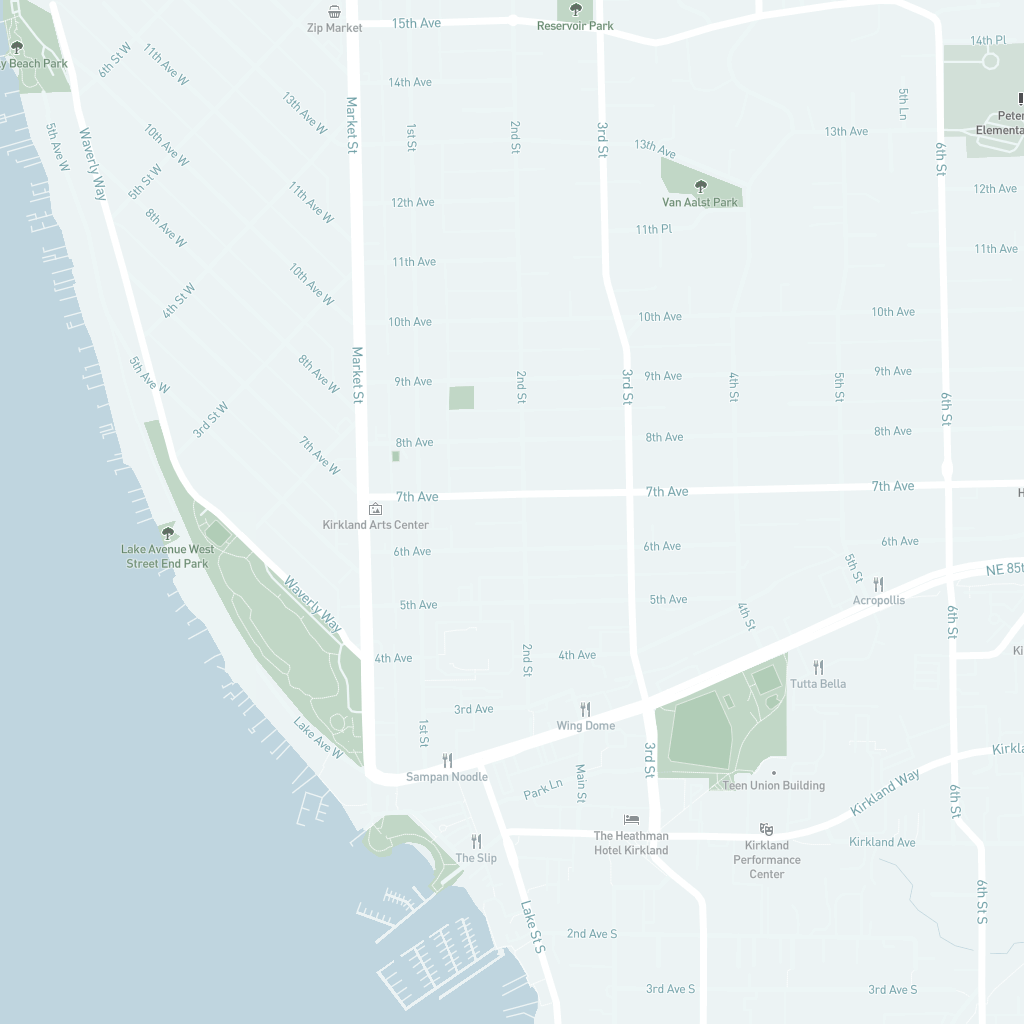 Zip Market
15th Ave
Reservoir Park
14th Pl
6th St W
11th Ave W
y Beach Park
14th Ave
5th Ln
Peter
Elementa
13th Ave W
Market St
1st St
2nd St
3rd St
13th Ave
13th Ave
6th St
5th Ave W
Waverly Way
10th Ave W
5th St W
11th Ave W
12th Ave
Van Aalst Park
12th Ave
8th Ave W
11th Pl
11th Ave
11th Ave
4th St W
10th Ave W
10th Ave
10th Ave
10th Ave
5th Ave W
8th Ave W
Market St
9th Ave
2nd St
3rd St
9th Ave
4th St
5th St
9th Ave
6th St
3rd St W
7th Ave W
8th Ave
8th Ave
8th Ave
7th Ave
7th Ave
7th Ave
H
Kirkland Arts Center
Lake Avenue West
Street End Park
6th Ave
6th Ave
6th Ave
5th St
NE 85t
Waverly Way
5th Ave
5th Ave
4th St
Acropollis
6th St
4th Ave
2nd St
4th Ave
Ki
Tutta Bella
3rd Ave
Wing Dome
Lake Ave W
1st St
3rd St
Kirkla
Sampan Noodle
Park Ln
Main St
Teen Union Building
Kirkland Way
6th St
The Heathman
Hotel Kirkland
Kirkland
Performance
Center
Kirkland Ave
The Slip
6th St S
Lake St S
2nd Ave S
3rd Ave S
3rd Ave S